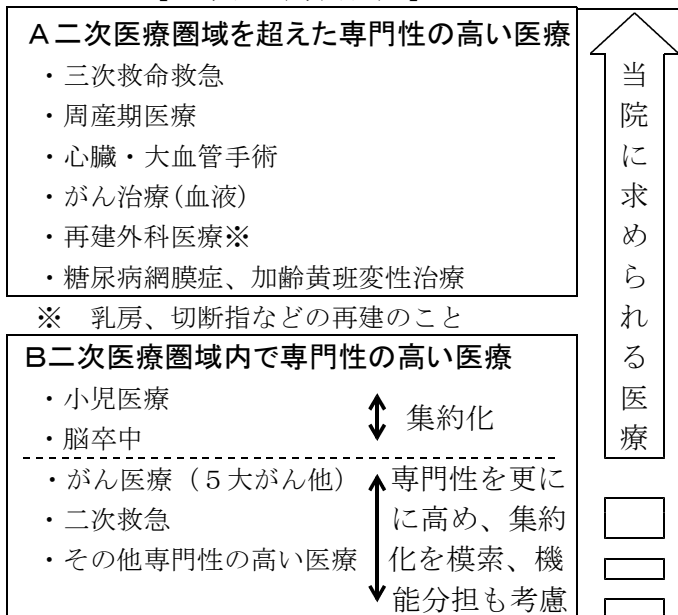 A二次医療圏域を超えた専門性の高い医療
・三次救命救急
・周産期医療
・心臓・大血管手術
・がん治療(血液)
・再建外科医療※
・糖尿病網膜症、加齢黄斑変性治療
※ 乳房、切断指などの再建のこと
B二次医療圏域内で専門性の高い医療
・小児医療
・脳卒中
集約化
・がん医療(5大がん他)
・二次救急
・その他専門性の高い医療
専門性を更に
に高め、集約
化を模索、機
能分担も考慮
当院に求められる医療